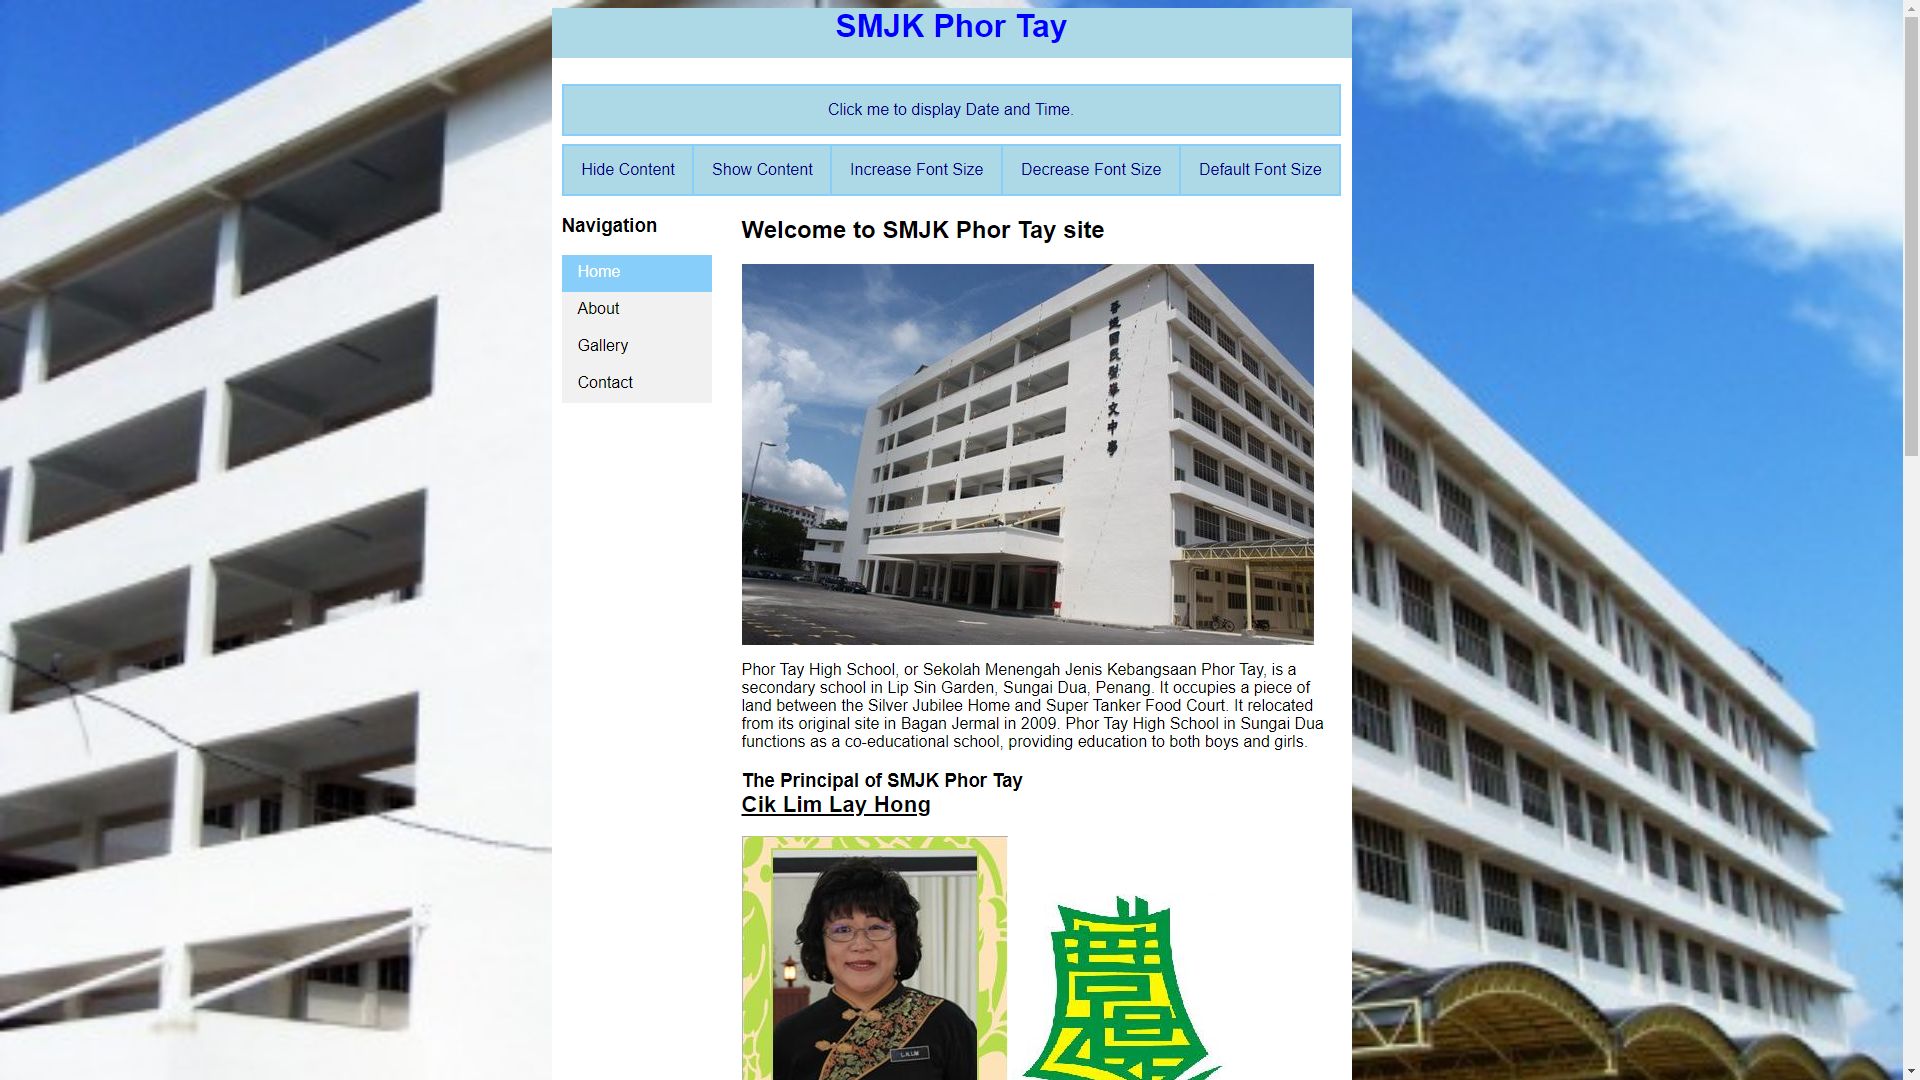 SMJK Phor Tay
Click me to display Date and Time.
Hide Content
Show Content
Increase Font Size
Decrease Font Size
Default Font Size
Navigation
Home
About
Gallery
Contact
Welcome to SMJK Phor Tay site
Phor Tay High School, or Sekolah Menengah Jenis Kebangsaan Phor Tay, is a
secondary school in Lip Sin Garden, Sungai Dua, Penang. It occupies a piece of
land between the Silver Jubilee Home and Super Tanker Food Court. It relocated
from its original site in Bagan Jermal in 2009. Phor Tay High School in Sungai Dua
functions as a co-educational school, providing education to both boys and girls.
The Principal of SMJK Phor Tay
Cik Lim Lay Hong